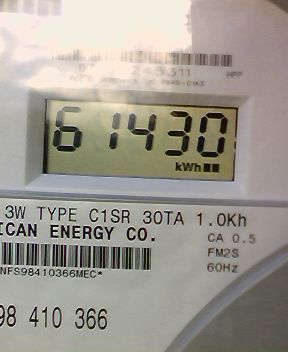 61430
kWh
3W TYPE C1SR 30TA 1.0Kh
ICAN ENERGY CO.
CA 0.5
FM2S
60Hz
NFS98410366MEC*
98 410 366